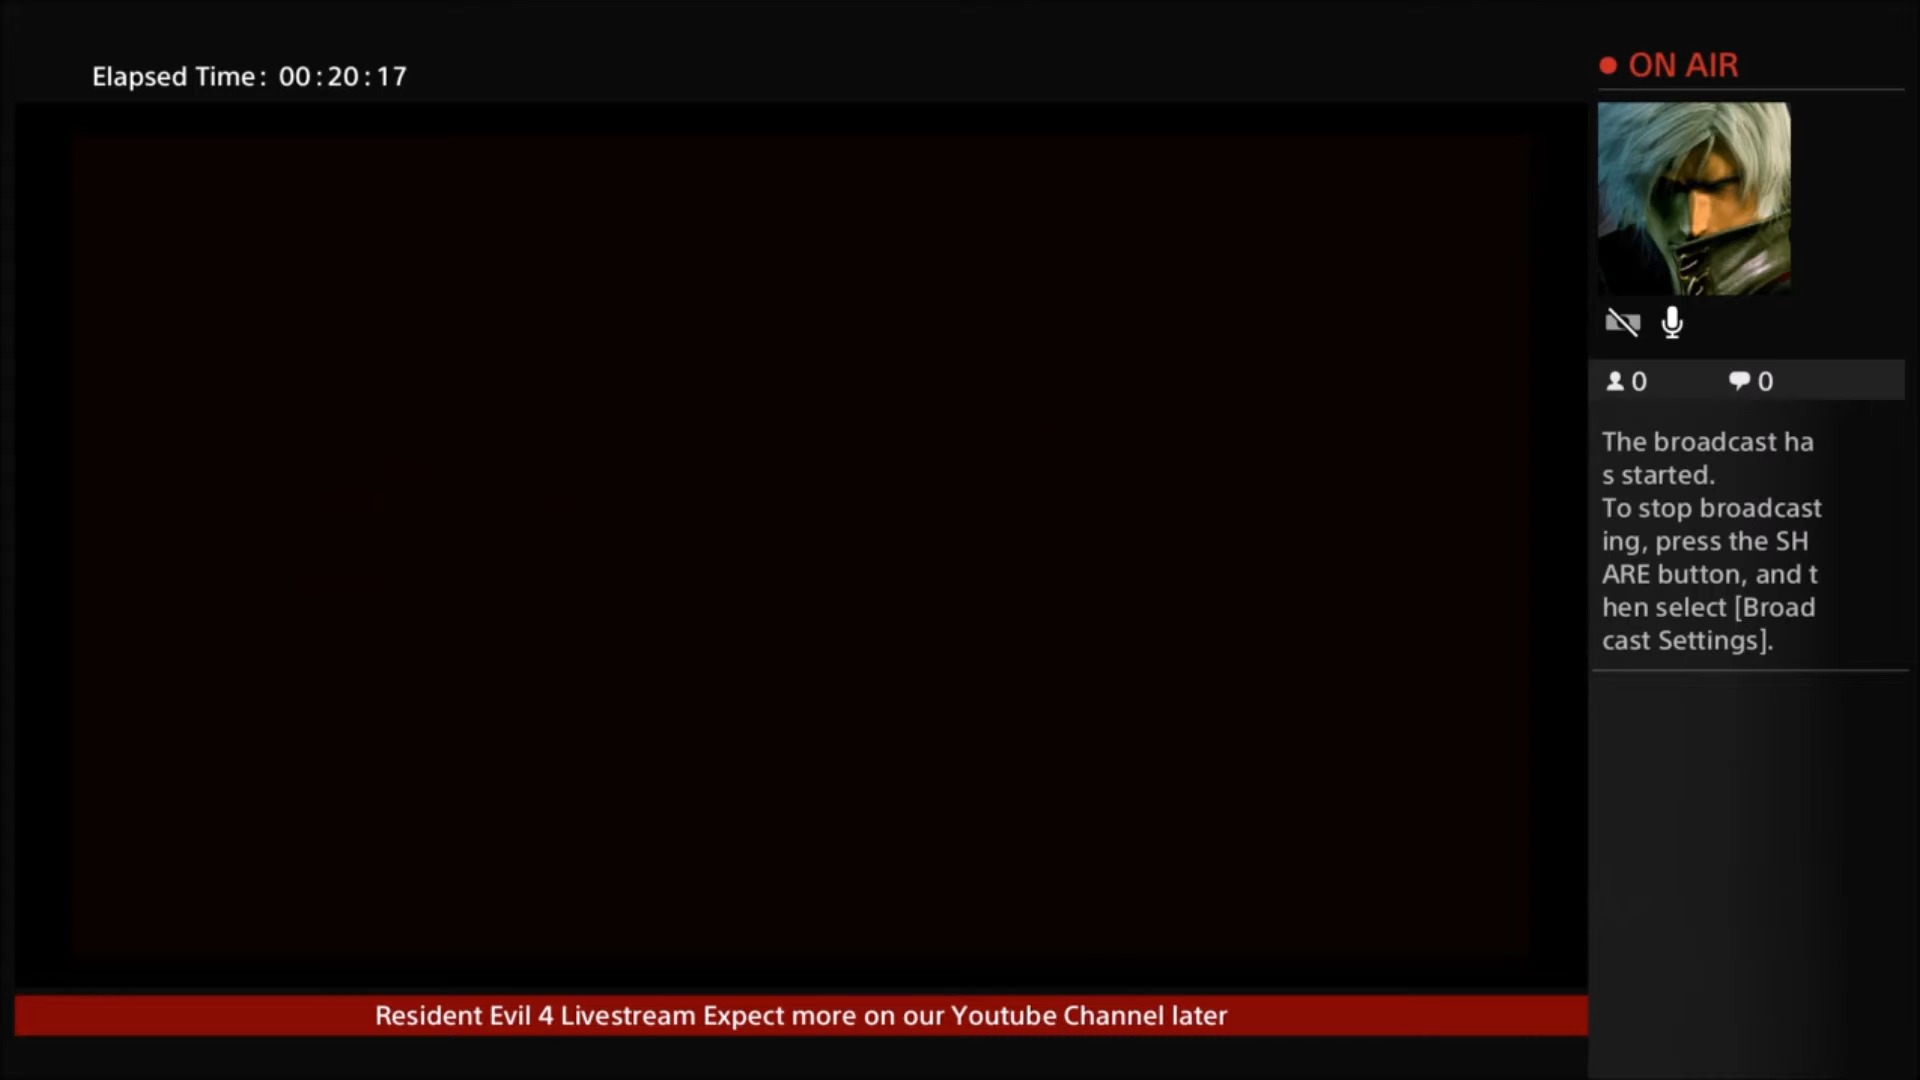 Elapsed Time: 00:20:17
ON AIR
0 0
The broadcast ha
s started.
To stop broadcast
ing, press the SH
ARE button, and t
hen select [Broad
cast Settings].
Resident Evil 4 Livestream Expect more on our Youtube Channel later